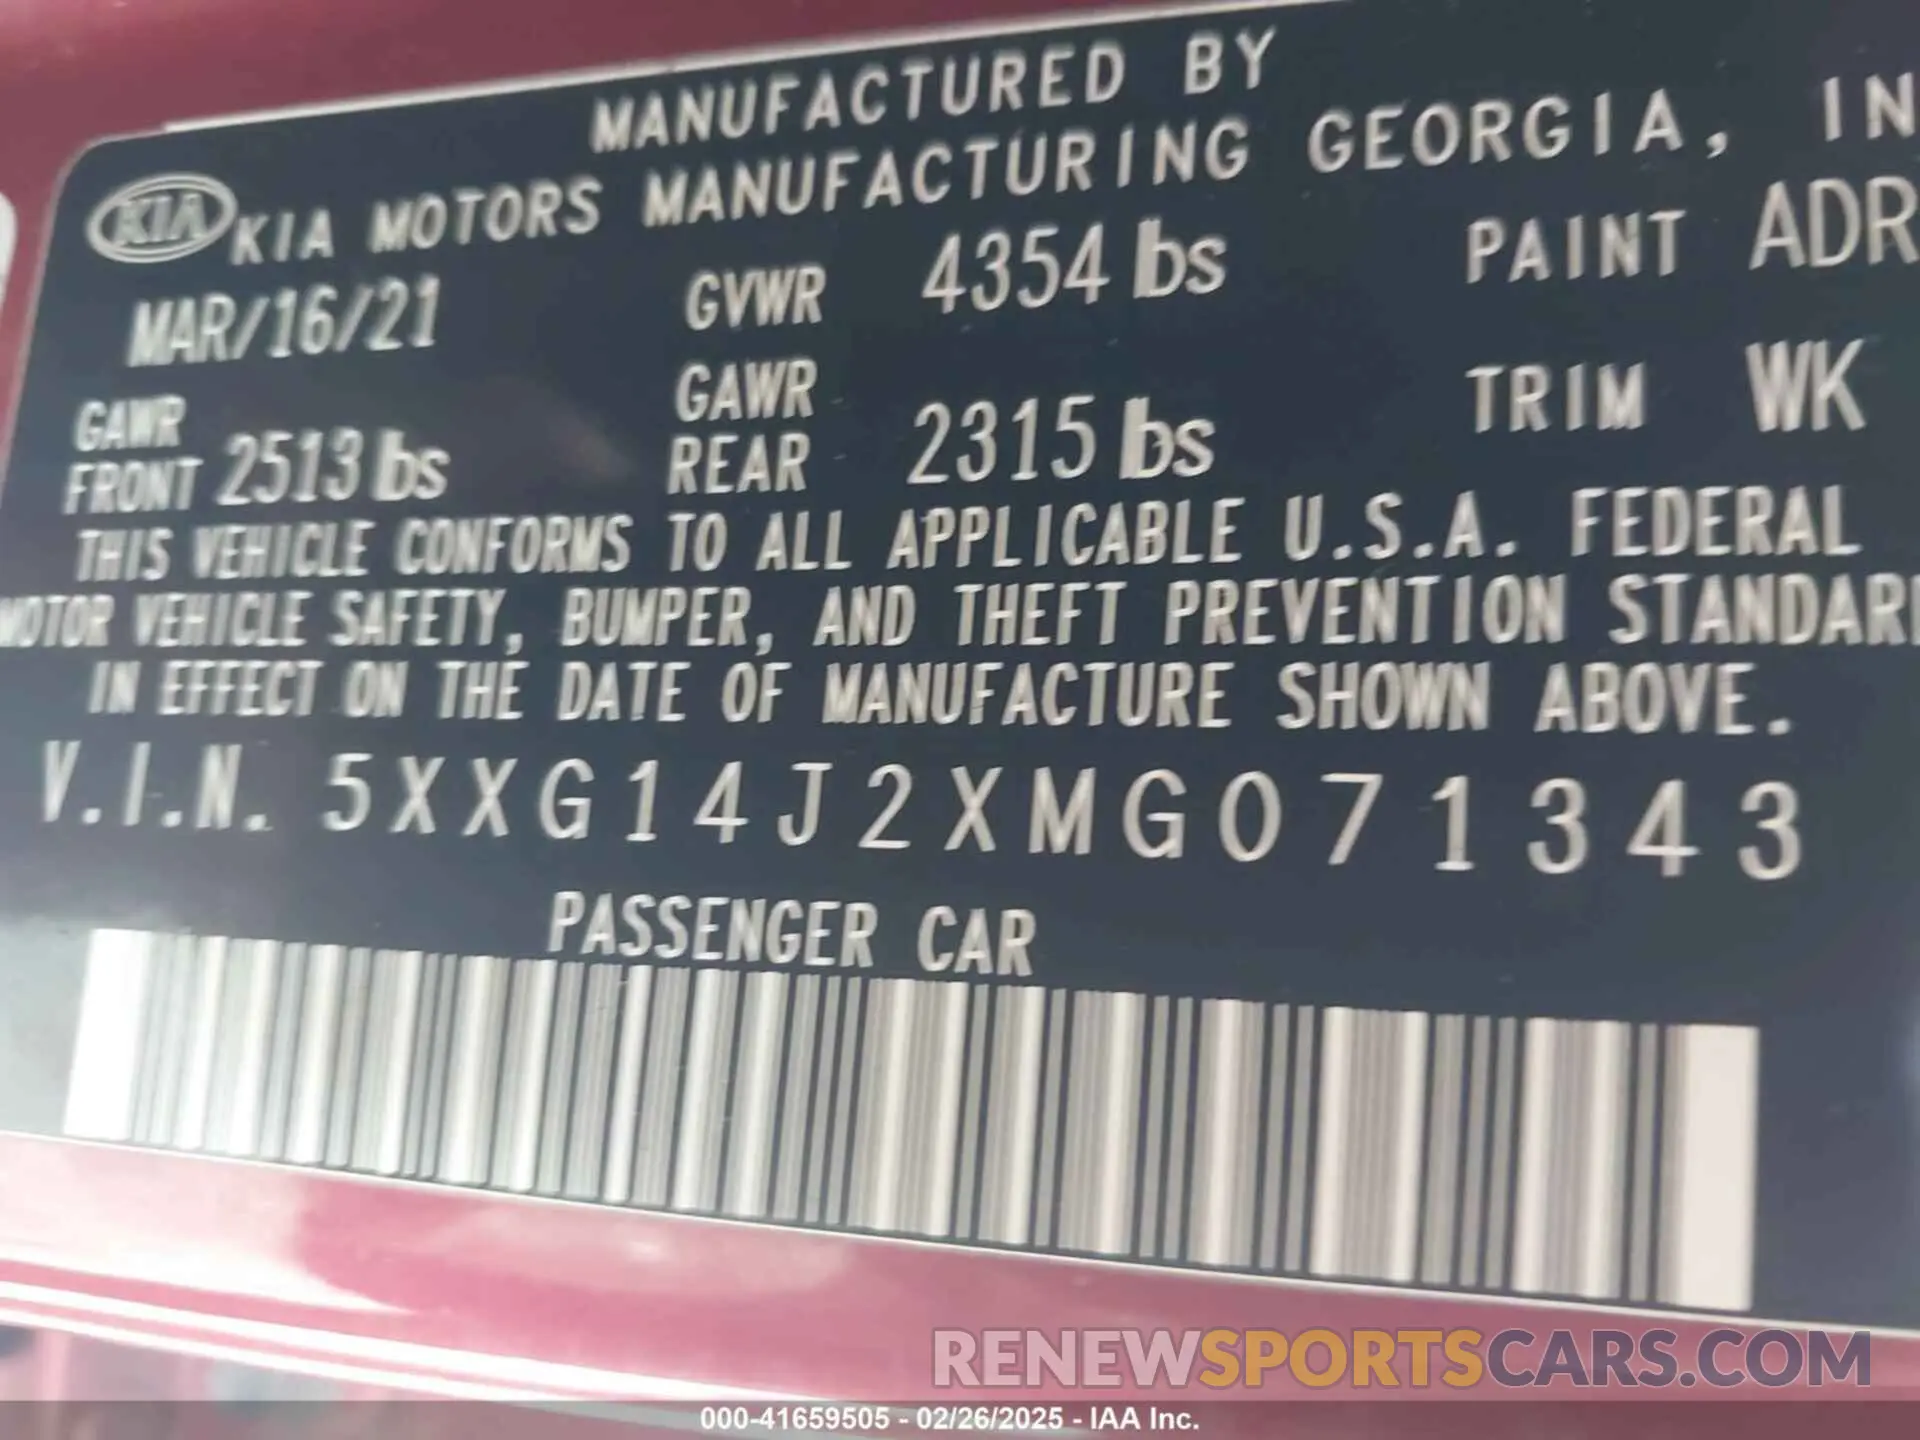 MANUFACTURED BY
KIA KIA MOTORS MANUFACTURING GEORGIA, IN
MAR/16/21 GVWR 4354 lbs PAINT ADR
GAWR FRONT 2513 lbs GAWR REAR 2315 lbs TRIM WK
THIS VEHICLE CONFORMS TO ALL APPLICABLE U.S.A. FEDERAL
MOTOR VEHICLE SAFETY, BUMPER, AND THEFT PREVENTION STANDAR
IN EFFECT ON THE DATE OF MANUFACTURE SHOWN ABOVE.
V.I.N. 5XXG14J2XMG071343
PASSENGER CAR
RENEWSPORTSCARS.COM
000-41659505 - 02/26/2025 - IAA Inc.